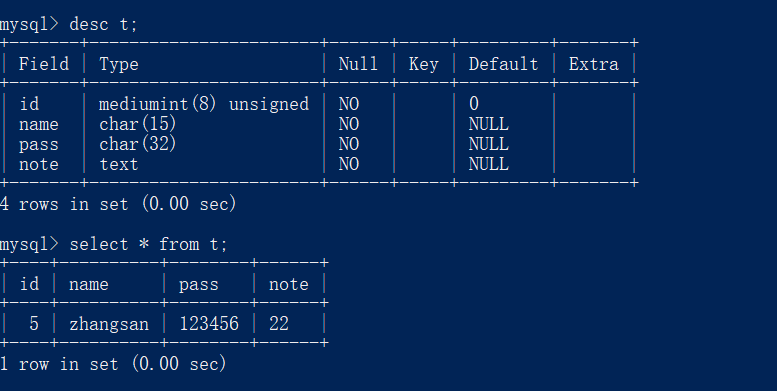 mysql> desc t;
+-------+-----------------------+------+-----+---------+-------+
| Field | Type                  | Null | Key | Default | Extra |
+-------+-----------------------+------+-----+---------+-------+
| id    | mediumint(8) unsigned | NO   |     | 0       |       |
| name  | char(15)              | NO   |     | NULL    |       |
| pass  | char(32)              | NO   |     | NULL    |       |
| note  | text                  | NO   |     | NULL    |       |
+-------+-----------------------+------+-----+---------+-------+
4 rows in set (0.00 sec)
mysql> select * from t;
+----+----------+--------+------+
| id | name     | pass   | note |
+----+----------+--------+------+
|  5 | zhangsan | 123456 | 22   |
+----+----------+--------+------+
1 row in set (0.00 sec)